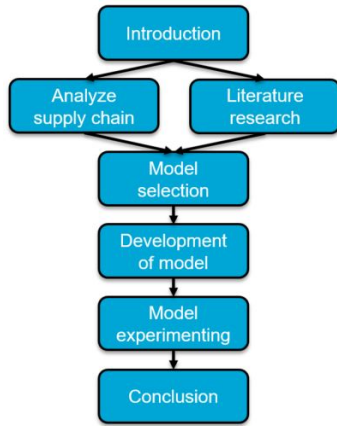 Introduction
Analyze
supply chain
Literature
research
Model
selection
Development
of model
Model
experimenting
Conclusion